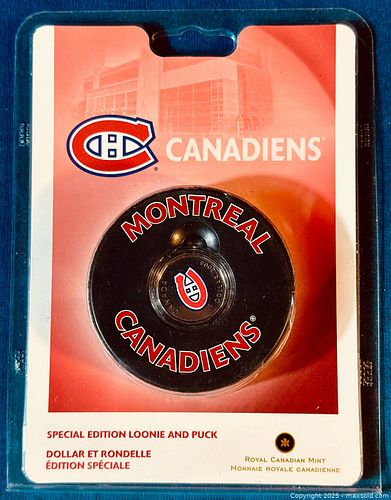 CANADIENS
MONTREAL
CANADA
CANADIENS®
SPECIAL EDITION LOONIE AND PUCK
DOLLAR ET RONDELLE
ÉDITION SPÉCIALE
ROYAL CANADIAN MINT
MONNAIE ROYALE CANADIENNE
Copyright 2025 - maxsold.com